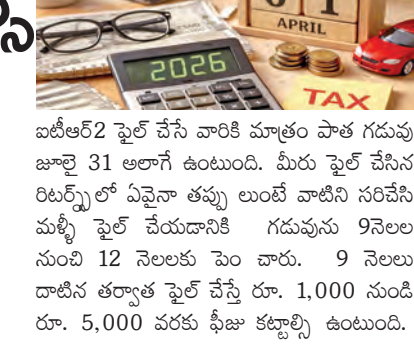 2026
APRIL
TAX
ఐటీఆర్2 ఫైల్ చేసే వారికి మాత్రం పాత గడువు
జూలై 31 అలాగే ఉంటుంది. మీరు ఫైల్ చేసిన
రిటర్న్స్‌లో ఏవైనా తప్పు లుంటే వాటిని సరిచేసి
మళ్ళీ ఫైల్ చేయడానికి గడువును 9నెలల
నుంచి 12 నెలలకు పెం చారు. 9 నెలలు
దాటిన తర్వాత ఫైల్ చేస్తే రూ. 1,000 నుండి
రూ. 5,000 వరకు ఫీజు కట్టాల్సి ఉంటుంది.